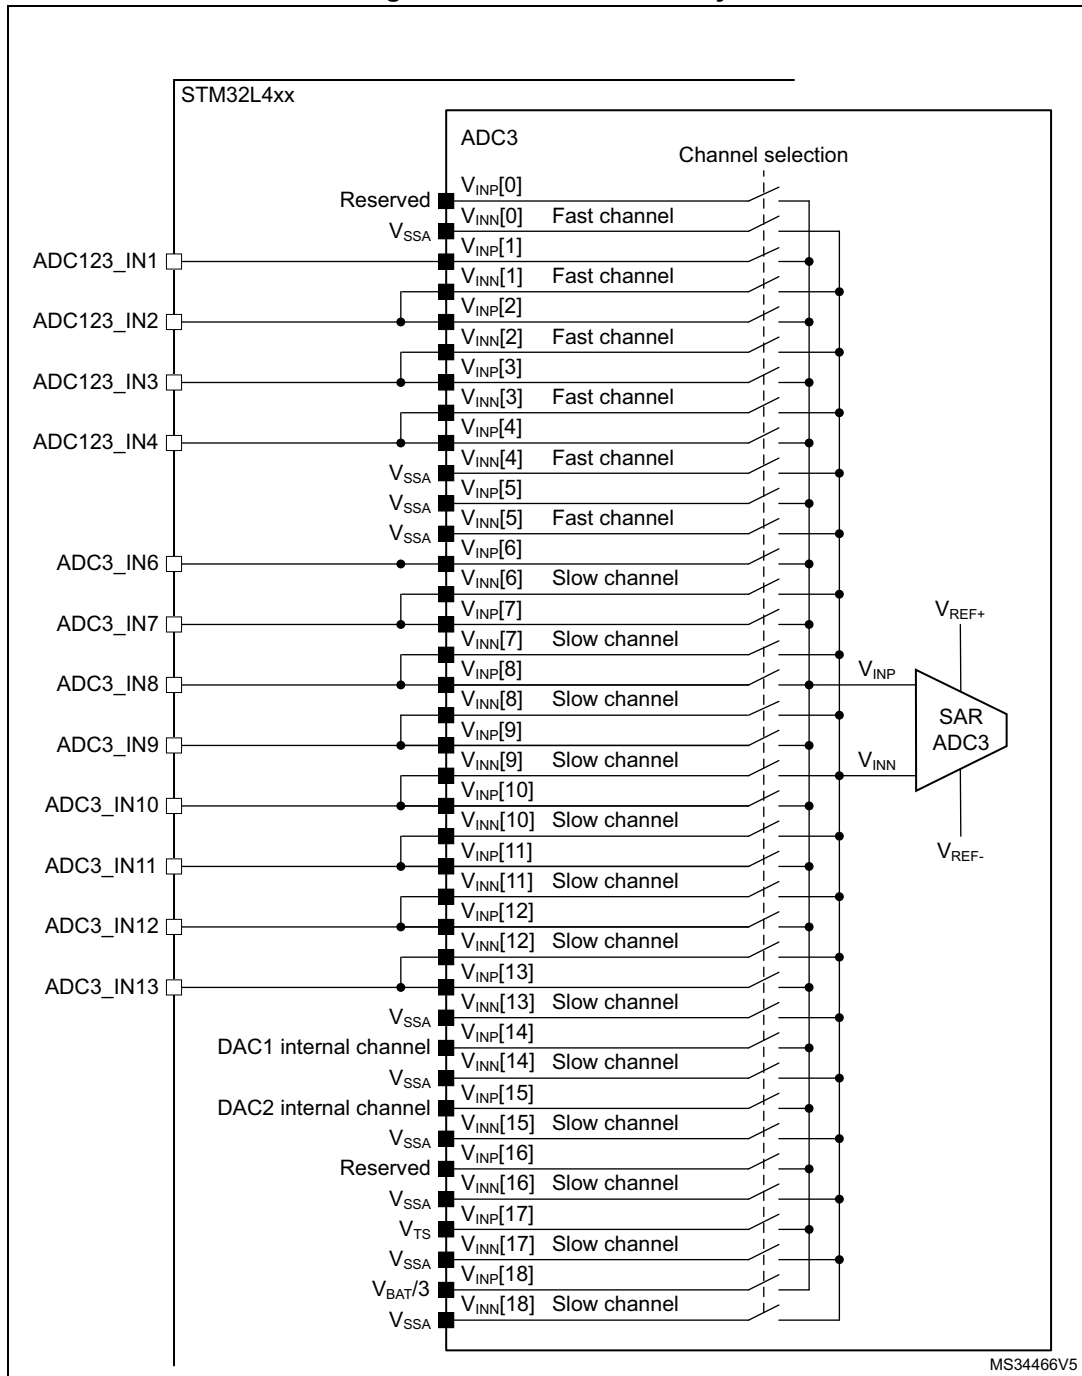 STM32L4xx
ADC3
Channel selection
Reserved
VINP[0]
VSSA
VINN[0] Fast channel
ADC123_IN1
VINP[1]
VINN[1] Fast channel
ADC123_IN2
VINP[2]
VINN[2] Fast channel
ADC123_IN3
VINP[3]
VINN[3] Fast channel
ADC123_IN4
VINP[4]
VSSA
VINN[4] Fast channel
VSSA
VINP[5]
VSSA
VINN[5] Fast channel
ADC3_IN6
VINP[6]
VINN[6] Slow channel
ADC3_IN7
VINP[7]
VINN[7] Slow channel
ADC3_IN8
VINP[8]
VINN[8] Slow channel
ADC3_IN9
VINP[9]
VINN[9] Slow channel
ADC3_IN10
VINP[10]
VINN[10] Slow channel
ADC3_IN11
VINP[11]
VINN[11] Slow channel
ADC3_IN12
VINP[12]
VINN[12] Slow channel
ADC3_IN13
VINP[13]
VSSA
VINN[13] Slow channel
DAC1 internal channel
VINP[14]
VSSA
VINN[14] Slow channel
DAC2 internal channel
VINP[15]
VSSA
VINN[15] Slow channel
Reserved
VINP[16]
VSSA
VINN[16] Slow channel
VTS
VINP[17]
VSSA
VINN[17] Slow channel
VBAT/3
VINP[18]
VSSA
VINN[18] Slow channel
VREF+
VINP
SAR
ADC3
VINN
VREF-
MS34466V5